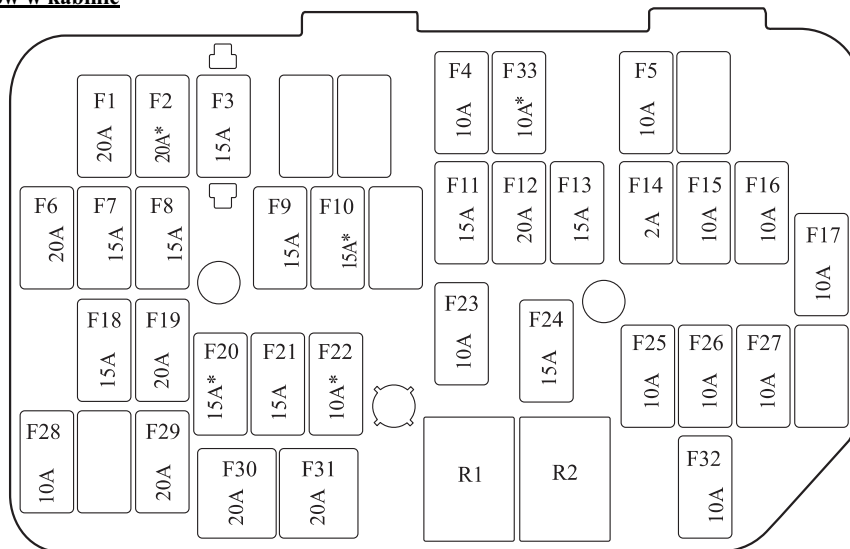 w kabinie
F4 F33 F5
10A 10A* 10A
F1 F2 F3
20A 20A* 15A
F11 F12 F13 F14 F15 F16
15A 20A 15A 2A 10A 10A
F6 F7 F8 F9 F10
20A 15A 15A 15A 15A*
F17
10A
F23
10A
F24
15A
F18 F19
15A 20A
F20 F21 F22
15A* 15A 10A*
F25 F26 F27
10A 10A 10A
F28 F29
10A 20A
F30 F31
20A 20A
R1 R2
F32
10A